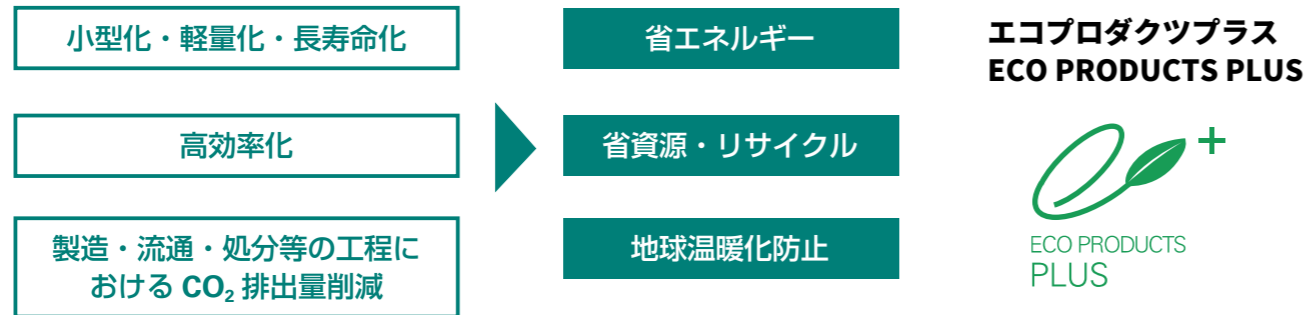 小型化・軽量化・長寿命化
高効率化
製造・流通・処分等の工程に
おける CO₂ 排出量削減
省エネルギー
省資源・リサイクル
地球温暖化防止
エコプロダクツプラス
ECO PRODUCTS PLUS
+
ECO PRODUCTS
PLUS